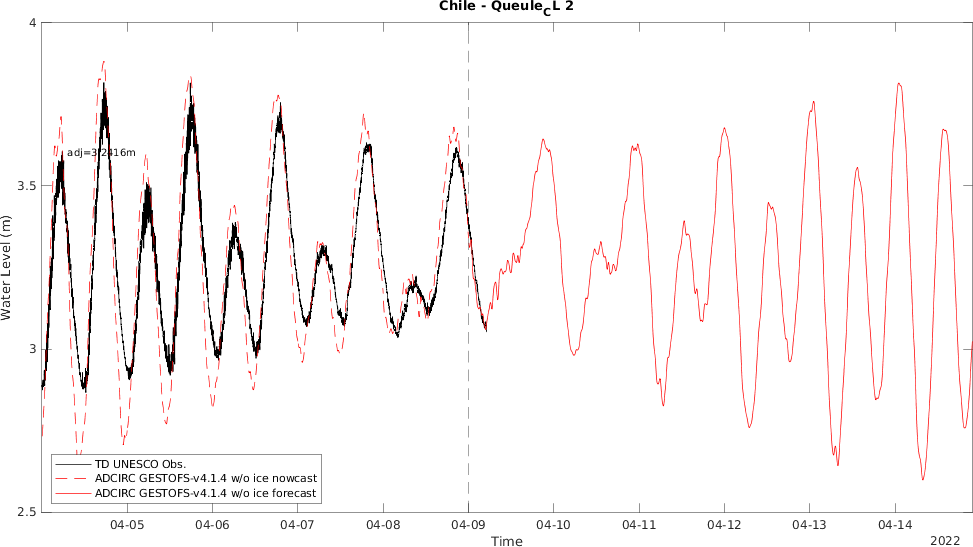 Chile - Queule_CL 2
4
3.5
3
2.5
Water Level (m)
adj=3.2416m
TD UNESCO Obs.
ADCIRC GESTOFS-v4.1.4 w/o ice nowcast
ADCIRC GESTOFS-v4.1.4 w/o ice forecast
04-05 04-06 04-07 04-08 04-09 04-10 04-11 04-12 04-13 04-14
Time
2022